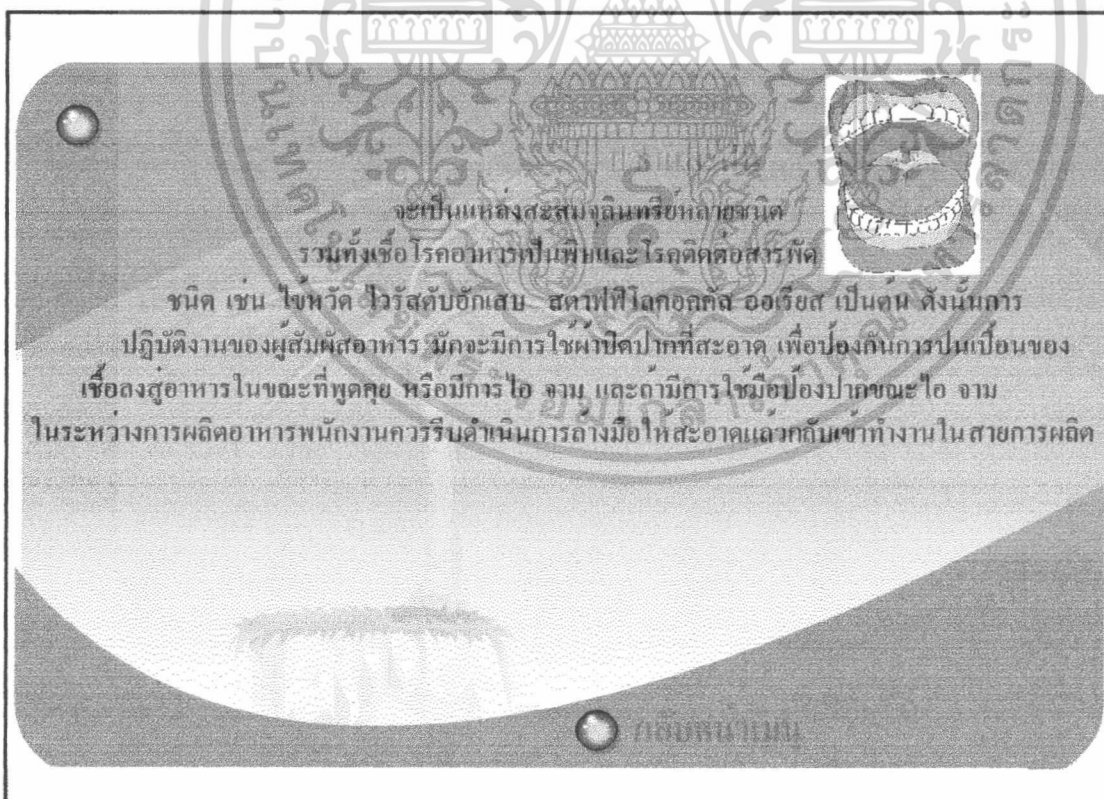 จะเป็นแหล่งสะสมจุลินทรีย์หลายชนิด
รวมทั้งเชื้อโรคอาหารเป็นพิษและโรคติดต่อสารพัด
ชนิด เช่น ไข้หวัด ไวรัสตับอักเสบ สตาฟฟิโลคอคคัส ออเรียส เป็นต้น ดังนั้นการ
ปฏิบัติงานของผู้สัมผัสอาหาร มักจะมีการใช้ผ้าปิดปากที่สะอาด เพื่อป้องกันการปนเปื้อนของ
เชื้อลงสู่อาหารในขณะที่พูดคุย หรือมีการไอ จาม และถ้ามีการใช้มือป้องปากขณะไอ จาม
ในระหว่างการผลิตอาหารพนักงานควรรีบดำเนินการล้างมือให้สะอาดแล้วกลับเข้าทำงานในสายการผลิต
กลับหน้าเมนู